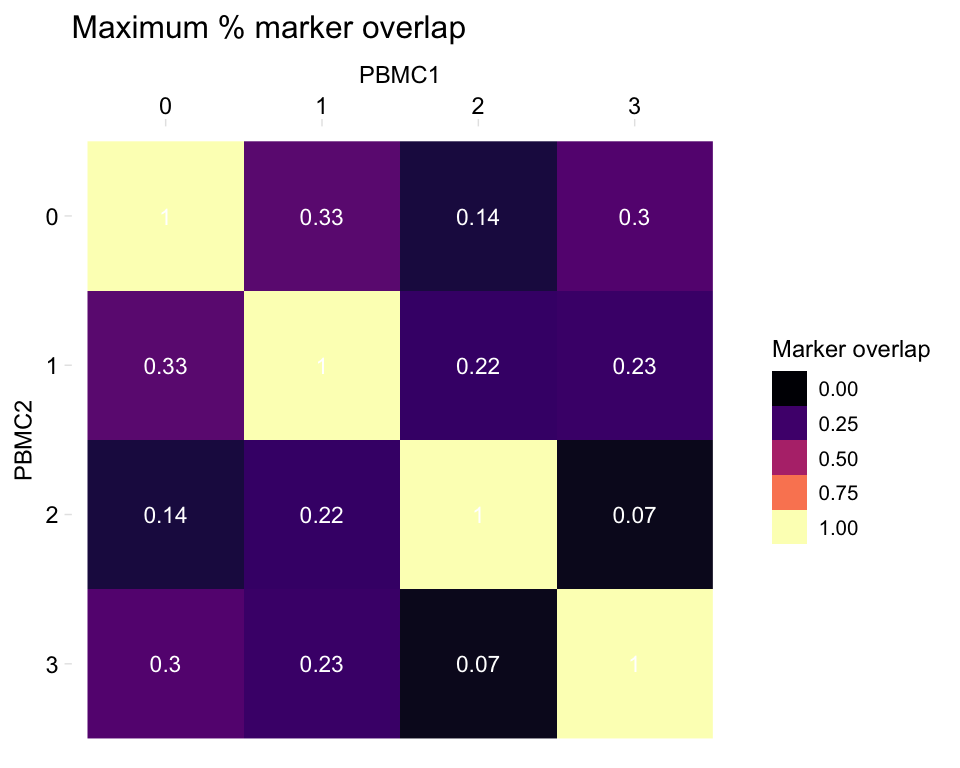 Maximum % marker overlap
PBMC1
0 1 2 3
0 1 0.33 0.14 0.3
1 0.33 1 0.22 0.23
2 0.14 0.22 1 0.07
3 0.3 0.23 0.07 1
PBMC2
Marker overlap
0.00
0.25
0.50
0.75
1.00